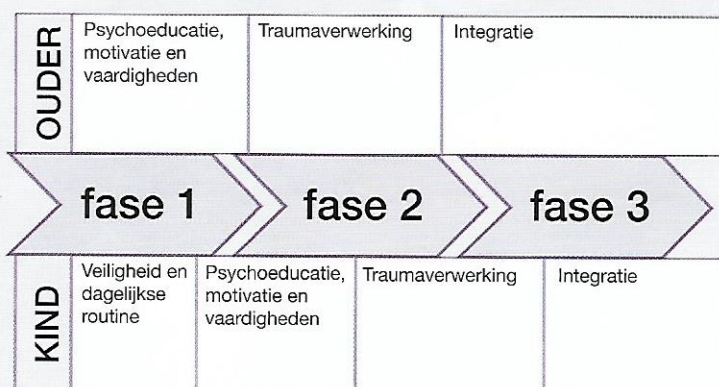 OUDER
Psychoeducatie,
motivatie en
vaardigheden
Traumaverwerking
Integratie
fase 1
fase 2
fase 3
KIND
Veiligheid en
dagelijkse
routine
Psychoeducatie,
motivatie en
vaardigheden
Traumaverwerking
Integratie